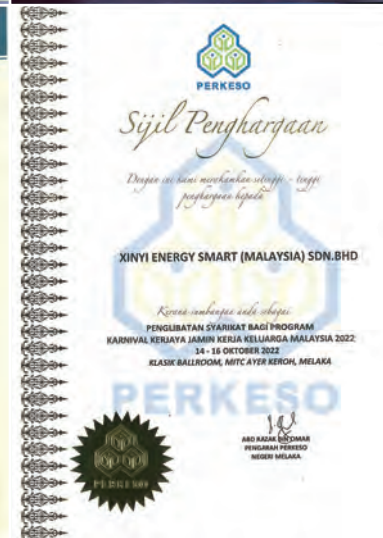 PERKESO
Sijil Penghargaan
Dengan ini kami merakamkan setinggi - tinggi
penghargaan kepada
XINYI ENERGY SMART (MALAYSIA) SDN.BHD
Kerana sumbangan anda sebagai
PENGLIBATAN SYARIKAT BAGI PROGRAM
KARNIVAL KERJAYA JAMIN KERJA KELUARGA MALAYSIA 2022
14 - 16 OKTOBER 2022
KLASIK BALLROOM, MITC AYER KEROH, MELAKA
PERKESO
ABD RAZAK BIN OMAR
PENGARAH PERKESO
NEGERI MELAKA
PERKESO